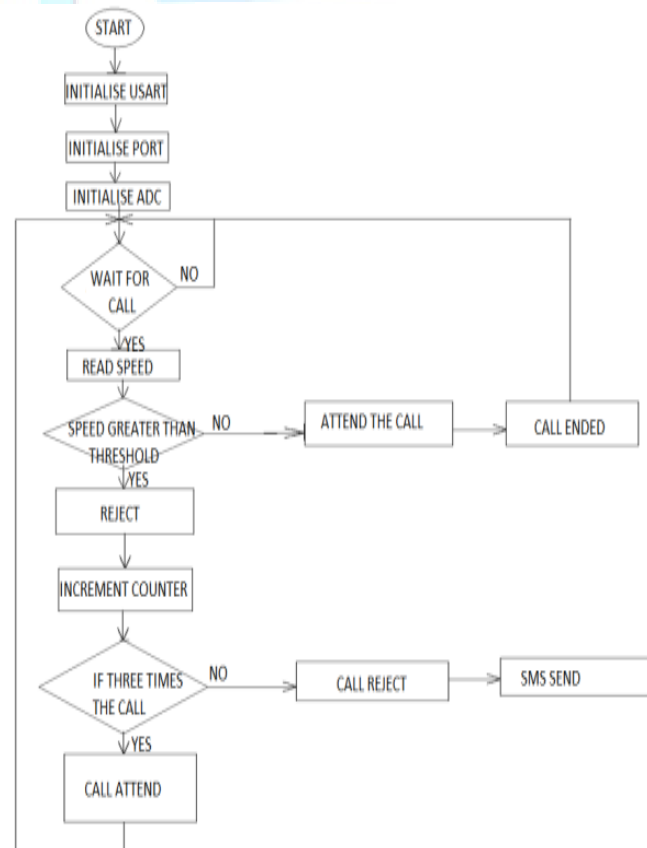 START
INITIALISE USART
INITIALISE PORT
INITIALISE ADC
WAIT FOR
CALL
NO
YES
READ SPEED
SPEED GREATER THAN
THRESHOLD
NO
ATTEND THE CALL
CALL ENDED
YES
REJECT
INCREMENT COUNTER
IF THREE TIMES
THE CALL
NO
CALL REJECT
SMS SEND
YES
CALL ATTEND